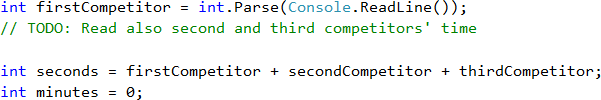 int firstCompetitor = int.Parse(Console.ReadLine());
// TODO: Read also second and third competitors' time
int seconds = firstCompetitor + secondCompetitor + thirdCompetitor;
int minutes = 0;